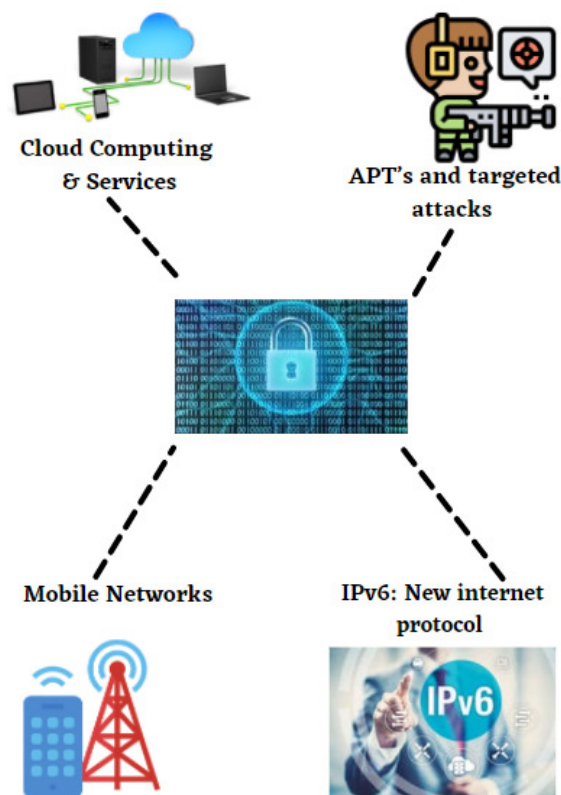 Cloud Computing
& Services
APT's and targeted
attacks
Mobile Networks
IPv6: New internet
protocol
IPv6